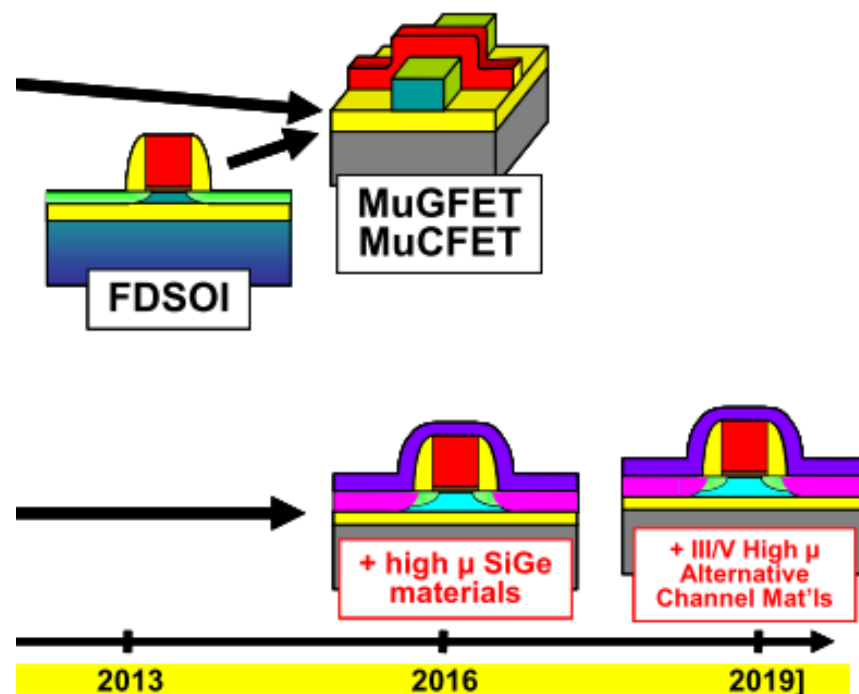 MuGFET
MuCFET
FDSOI
+ high μ SiGe
materials
+ III/V High μ
Alternative
Channel Mat'ls
2013
2016
2019]